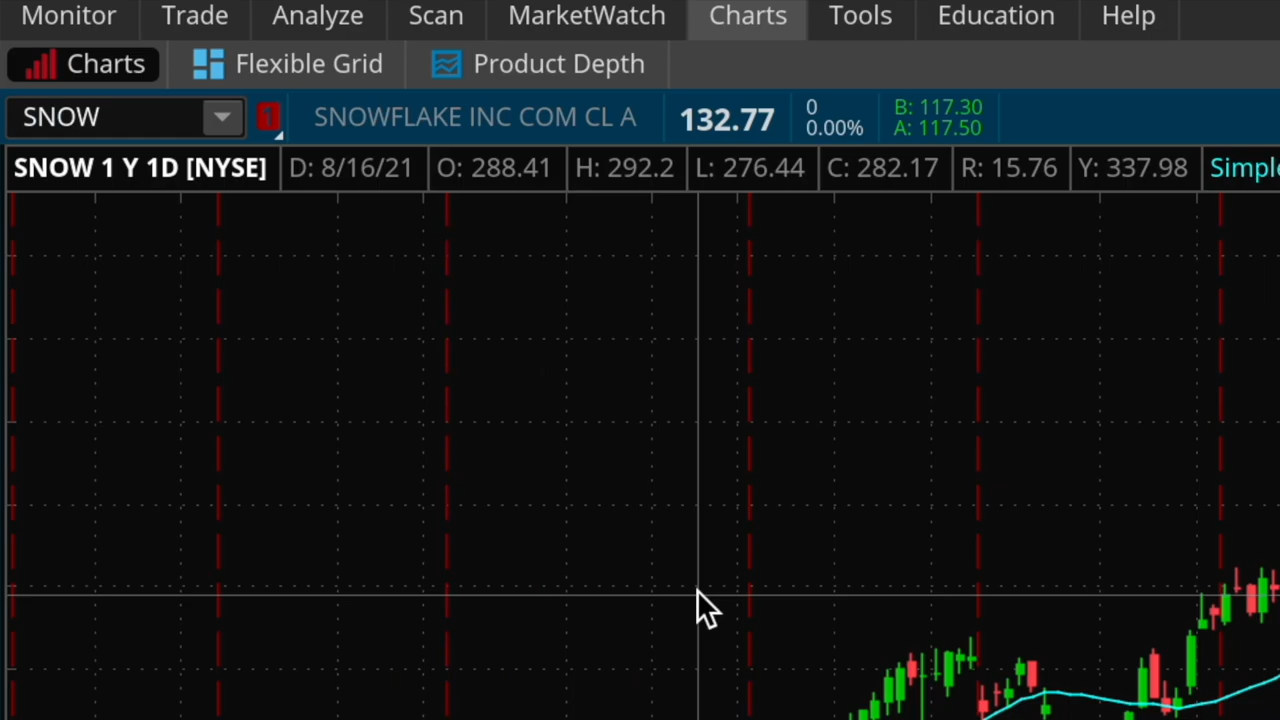 Monitor Trade Analyze Scan MarketWatch Charts Tools Education Help
Charts Flexible Grid Product Depth
SNOW 1 SNOWFLAKE INC COM CL A 132.77 0 0.00% B: 117.30 A: 117.50
SNOW 1 Y 1D [NYSE] D: 8/16/21 O: 288.41 H: 292.2 L: 276.44 C: 282.17 R: 15.76 Y: 337.98 Simple